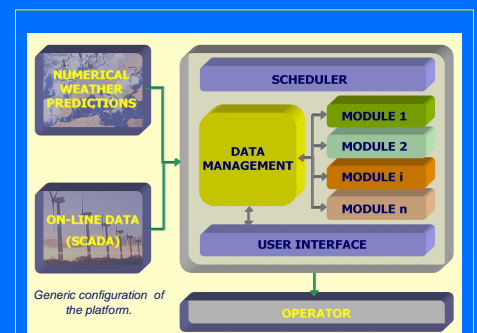 NUMERICAL
WEATHER
PREDICTIONS
ON-LINE DATA
(SCADA)
Generic configuration of
the platform.
SCHEDULER
DATA
MANAGEMENT
MODULE 1
MODULE 2
MODULE i
MODULE n
USER INTERFACE
OPERATOR